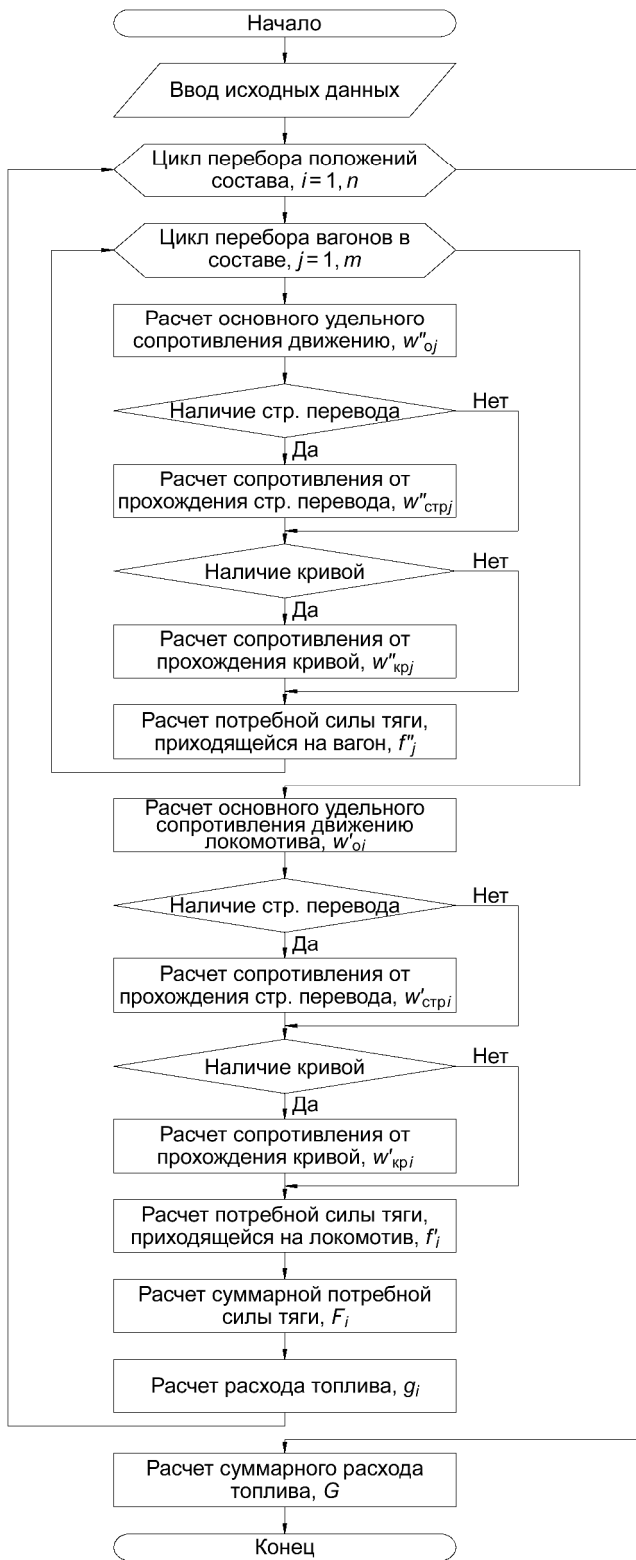 Начало
Ввод исходных данных
Цикл перебора положений
состава, i = 1, n
Цикл перебора вагонов в
составе, j = 1, m
Расчет основного удельного
сопротивления движению, w″оj
Наличие стр. перевода
Нет
Да
Расчет сопротивления от
прохождения стр. перевода, w″стрj
Наличие кривой
Нет
Да
Расчет сопротивления от
прохождения кривой, w″крj
Расчет потребной силы тяги,
приходящейся на вагон, f″j
Расчет основного удельного
сопротивления движению
локомотива, w′оi
Наличие стр. перевода
Нет
Да
Расчет сопротивления от
прохождения стр. перевода, w′стрi
Наличие кривой
Нет
Да
Расчет сопротивления от
прохождения кривой, w′крi
Расчет потребной силы тяги,
приходящейся на локомотив, f′i
Расчет суммарной потребной
силы тяги, Fi
Расчет расхода топлива, gi
Расчет суммарного расхода
топлива, G
Конец